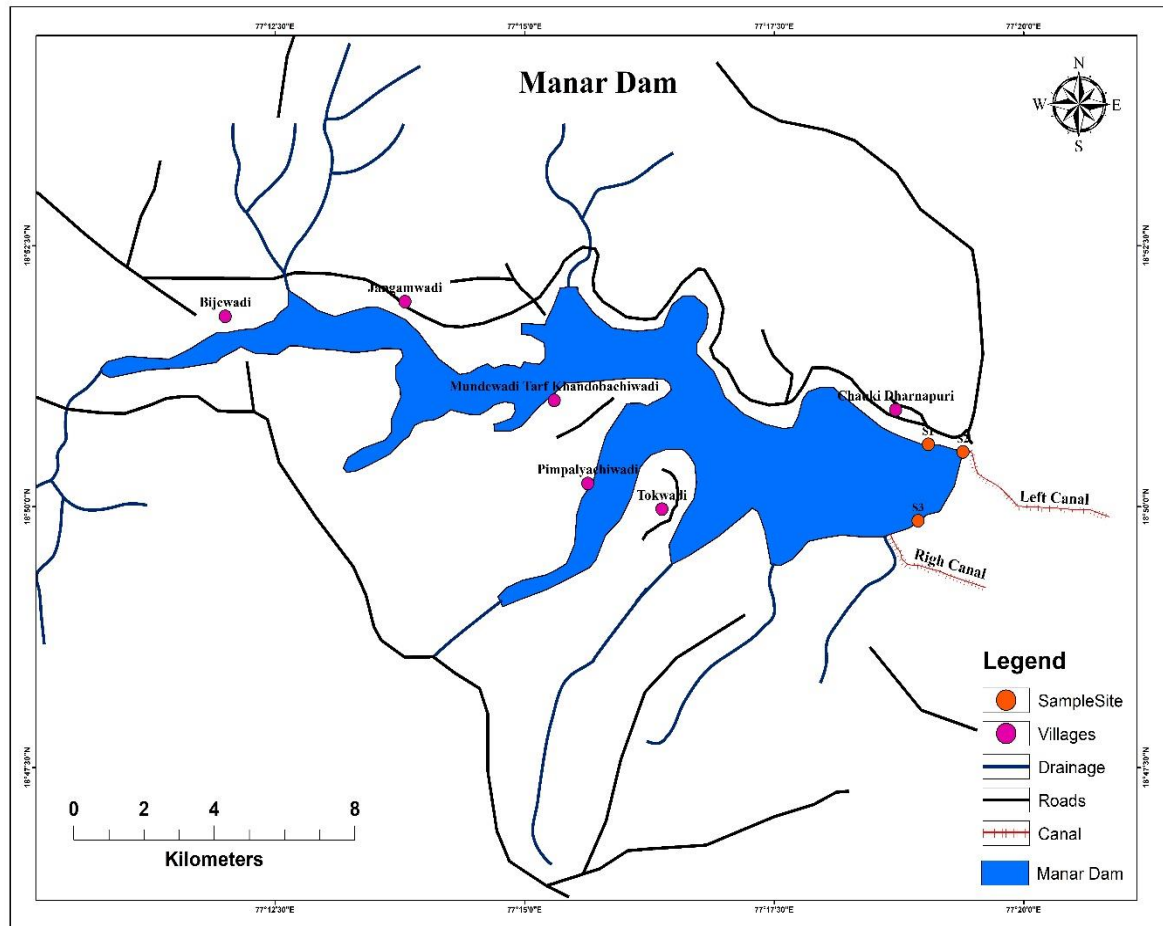 77°12'30"E
77°15'0"E
77°17'30"E
77°20'0"E
Manar Dam
N
W
E
S
18°52'30"N
18°52'30"N
Jangamwadi
Bijewadi
Mundewadi Tarf Khandobachiwadi
Chauki Dharnapuri
S1
S2
Pimpalyachiwadi
Tokwadi
Left Canal
18°50'0"N
18°50'0"N
S3
Righ Canal
Legend
SampleSite
Villages
Drainage
Roads
Canal
Manar Dam
18°47'30"N
18°47'30"N
0 2 4 8
Kilometers
77°12'30"E
77°15'0"E
77°17'30"E
77°20'0"E